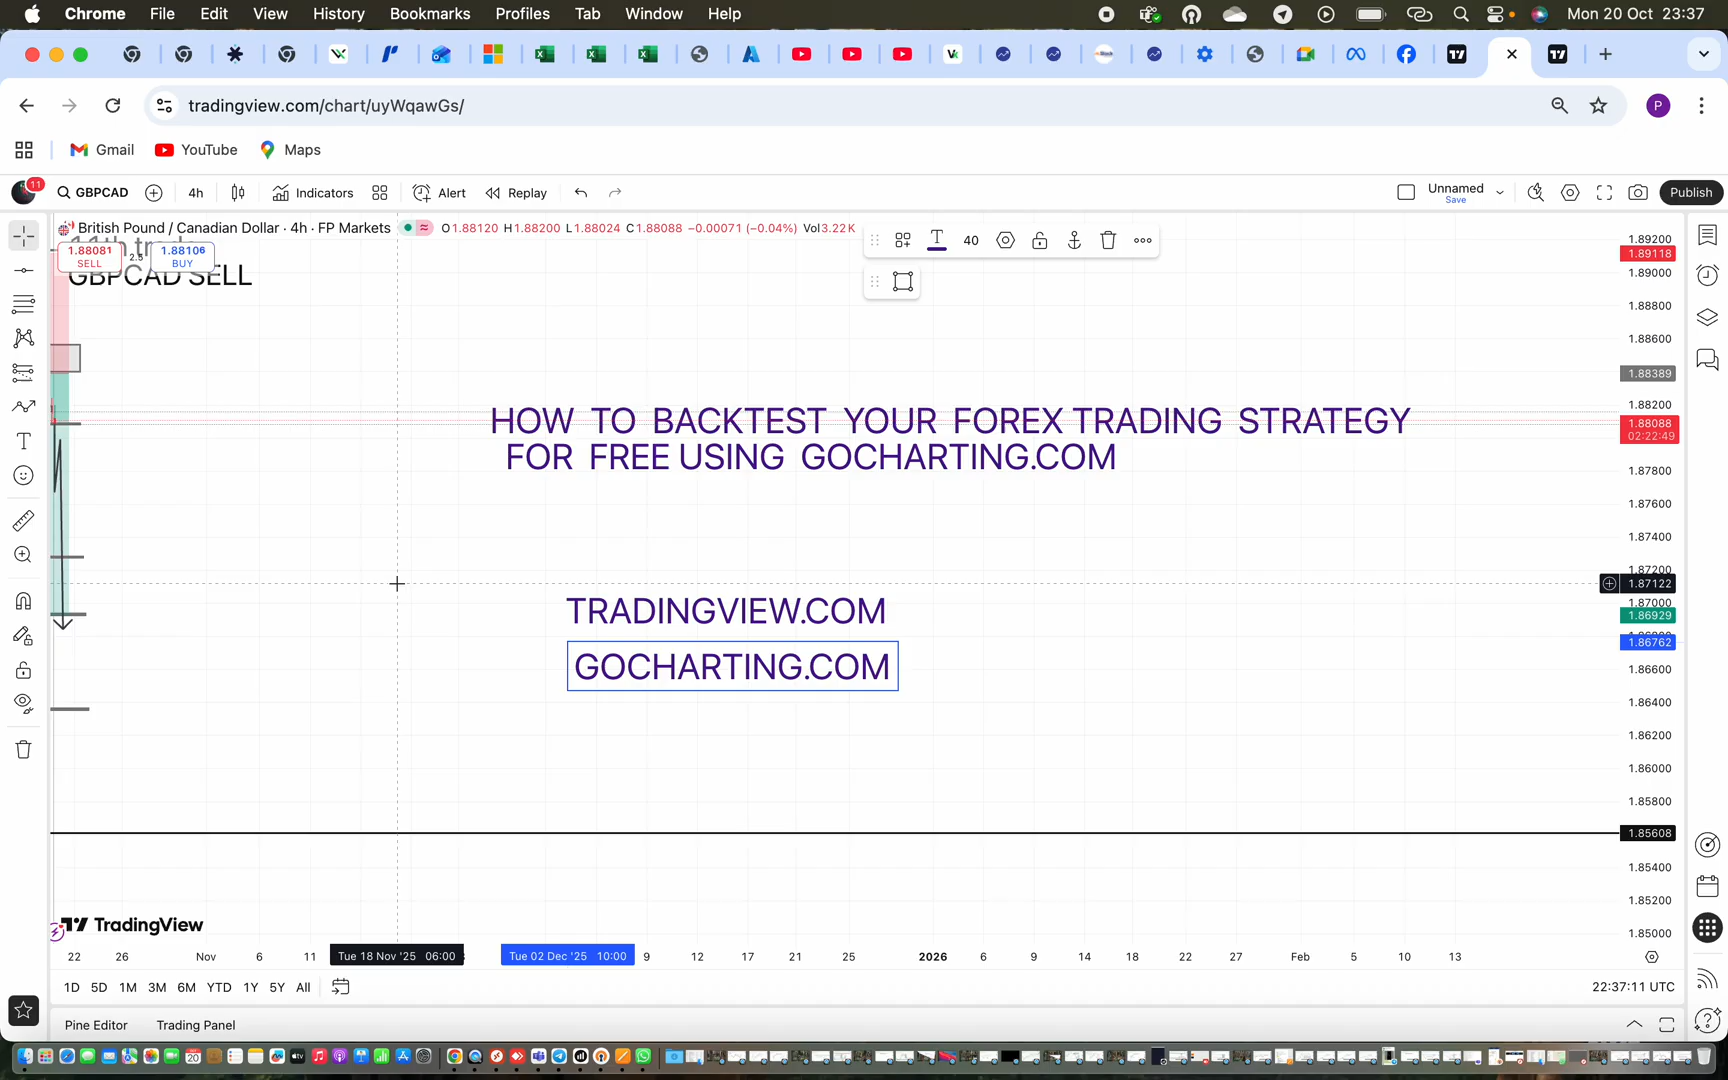 Chrome File Edit View History Bookmarks Profiles Tab Window Help Mon 20 Oct 23:37
tradingview.com/chart/uyWqawGs/ P
Gmail YouTube Maps
11 GBPCAD 4h Indicators Alert Replay Unnamed Save Publish
British Pound / Canadian Dollar · 4h · FP Markets O1.88120 H1.88200 L1.88024 C1.88088 −0.00071 (−0.04%) Vol3.22K
40
1.88081 SELL 2.5 1.88106 BUY
GBPCAD SELL
HOW TO BACKTEST YOUR FOREX TRADING STRATEGY
FOR FREE USING GOCHARTING.COM
TRADINGVIEW.COM
GOCHARTING.COM
1.89200
1.89118
1.89000
1.88800
1.88600
1.88389
1.88200
1.88088
02:22:49
1.87800
1.87600
1.87400
1.87200
1.87122
1.87000
1.86929
1.86762
1.86600
1.86400
1.86200
1.86000
1.85800
1.85608
1.85400
1.85200
1.85000
TradingView
22 26 Nov 6 11 Tue 18 Nov '25 06:00 Tue 02 Dec '25 10:00 9 12 17 21 25 2026 6 9 14 18 22 27 Feb 5 10 13
1D 5D 1M 3M 6M YTD 1Y 5Y All 22:37:11 UTC
Pine Editor Trading Panel